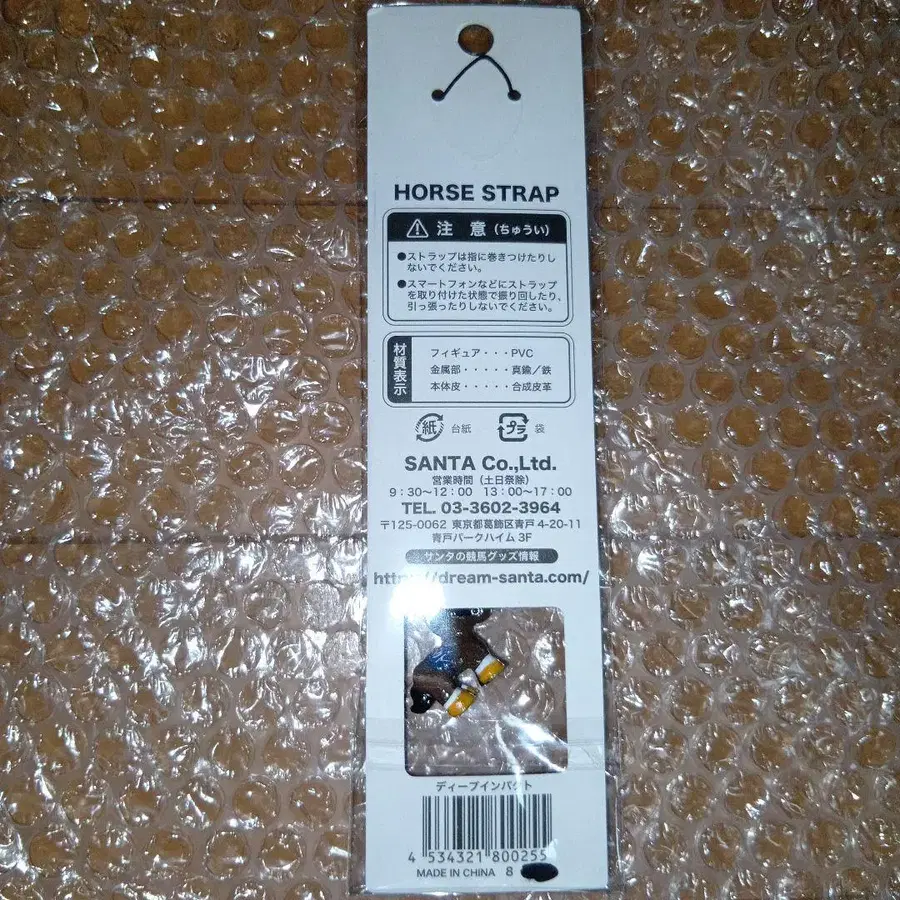 HORSE STRAP
注 意 (ちゅうい)
●ストラップは指に巻きつけたりし
ないでください。
●スマートフォンなどにストラップ
を取り付けた状態で振り回したり、
引っ張ったりしないでください。
材質表示
フィギュア・・・PVC
金属部・・・・・真鍮／鉄
本体皮・・・・・合成皮革
紙 台紙 プラ 袋
SANTA Co.,Ltd.
営業時間（土日祭除）
9：30〜12：00 13：00〜17：00
TEL. 03-3602-3964
〒125-0062 東京都葛飾区青戸 4-20-11
青戸パークハイム 3F
サンタの競馬グッズ情報
https://dream-santa.com/
ディープインパクト
4 534321 800255
MADE IN CHINA 8